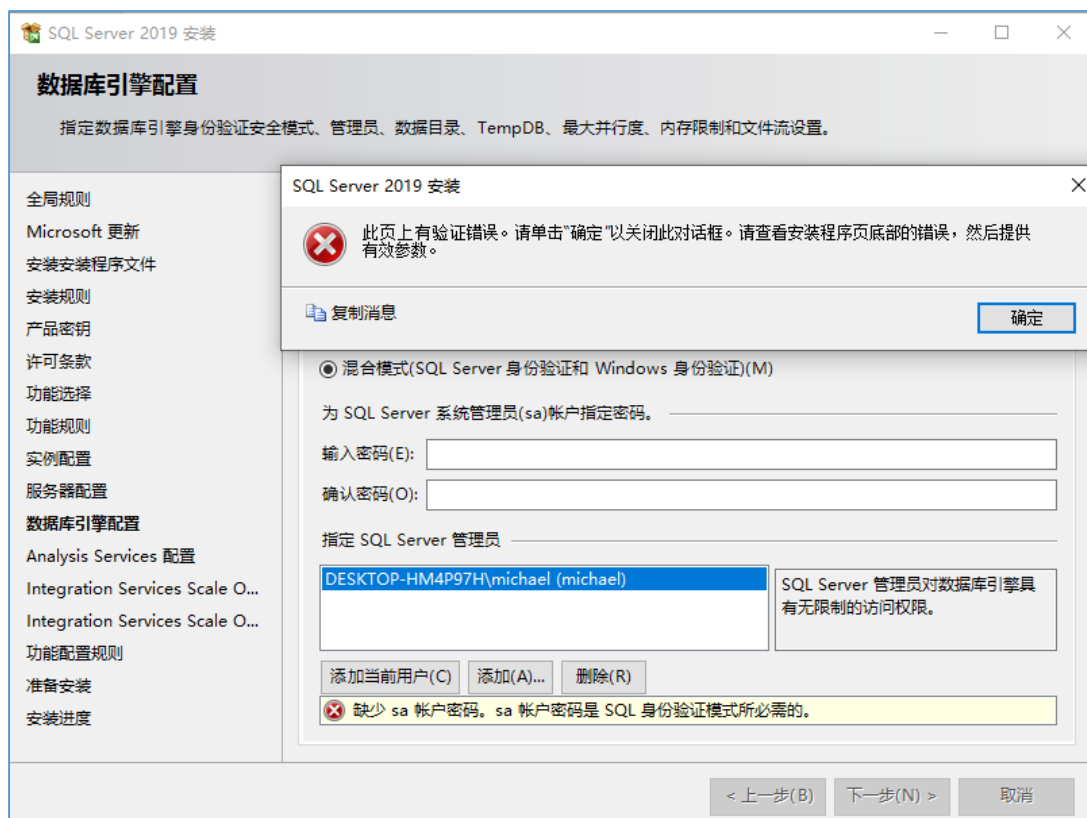 SQL Server 2019 安装
数据库引擎配置
指定数据库引擎身份验证安全模式、管理员、数据目录、TempDB、最大并行度、内存限制和文件流设置。
全局规则
Microsoft 更新
安装安装程序文件
安装规则
产品密钥
许可条款
功能选择
功能规则
实例配置
服务器配置
数据库引擎配置
Analysis Services 配置
Integration Services Scale O...
Integration Services Scale O...
功能配置规则
准备安装
安装进度
SQL Server 2019 安装
此页上有验证错误。请单击"确定"以关闭此对话框。请查看安装程序页底部的错误，然后提供
有效参数。
复制消息
确定
混合模式(SQL Server 身份验证和 Windows 身份验证)(M)
为 SQL Server 系统管理员(sa)帐户指定密码。
输入密码(E):
确认密码(O):
指定 SQL Server 管理员
DESKTOP-HM4P97H\michael (michael)
SQL Server 管理员对数据库引擎具
有无限制的访问权限。
添加当前用户(C) 添加(A)... 删除(R)
缺少 sa 帐户密码。sa 帐户密码是 SQL 身份验证模式所必需的。
< 上一步(B) 下一步(N) > 取消